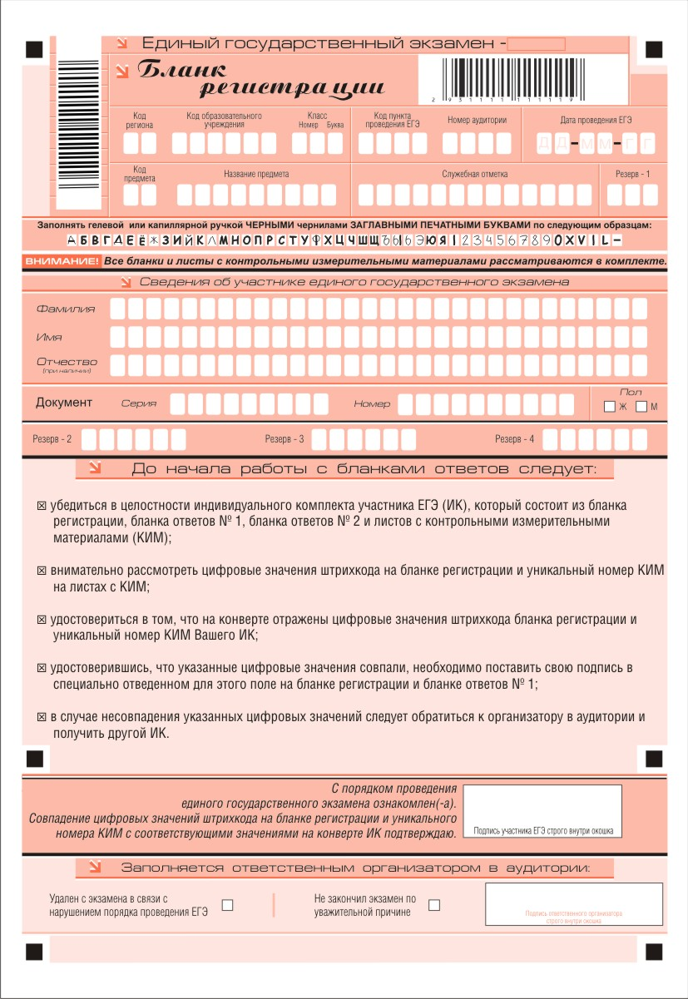 Единый государственный экзамен -
Бланк
регистрации
2 9 3 1 1 1 1 1 1 1 1 1 9
Код региона
Код образовательного учреждения
Класс
Номер Буква
Код пункта проведения ЕГЭ
Номер аудитории
Дата проведения ЕГЭ
Д Д - М М - Г Г
Код предмета
Название предмета
Служебная отметка
Резерв - 1
Заполнять гелевой или капиллярной ручкой ЧЕРНЫМИ чернилами ЗАГЛАВНЫМИ ПЕЧАТНЫМИ БУКВАМИ по следующим образцам:
А Б В Г Д Е Ё Ж З И Й К Л М Н О П Р С Т У Ф Х Ц Ч Ш Щ Ъ Ы Ь Э Ю Я 1 2 3 4 5 6 7 8 9 0 X V I L -
ВНИМАНИЕ! Все бланки и листы с контрольными измерительными материалами рассматриваются в комплекте.
Сведения об участнике единого государственного экзамена
Фамилия
Имя
Отчество
(при наличии)
Документ Серия Номер
Пол
Ж М
Резерв - 2 Резерв - 3 Резерв - 4
До начала работы с бланками ответов следует:
☒ убедиться в целостности индивидуального комплекта участника ЕГЭ (ИК), который состоит из бланка
регистрации, бланка ответов № 1, бланка ответов № 2 и листов с контрольными измерительными
материалами (КИМ);
☒ внимательно рассмотреть цифровые значения штрихкода на бланке регистрации и уникальный номер КИМ
на листах с КИМ;
☒ удостовериться в том, что на конверте отражены цифровые значения штрихкода бланка регистрации и
уникальный номер КИМ Вашего ИК;
☒ удостоверившись, что указанные цифровые значения совпали, необходимо поставить свою подпись в
специально отведенном для этого поле на бланке регистрации и бланке ответов № 1;
☒ в случае несовпадения указанных цифровых значений следует обратиться к организатору в аудитории и
получить другой ИК.
С порядком проведения
единого государственного экзамена ознакомлен(-а).
Совпадение цифровых значений штрихкода на бланке регистрации и уникального
номера КИМ с соответствующими значениями на конверте ИК подтверждаю.
Подпись участника ЕГЭ строго внутри окошка
Заполняется ответственным организатором в аудитории:
Удален с экзамена в связи с
нарушением порядка проведения ЕГЭ
Не закончил экзамен по
уважительной причине
Подпись ответственного организатора
строго внутри окошка